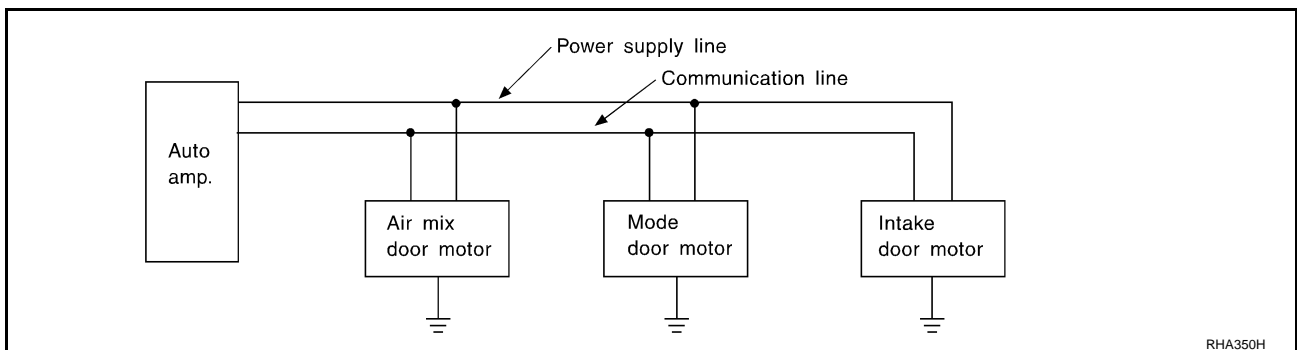 Power supply line
Communication line
Auto
amp.
Air mix
door motor
Mode
door motor
Intake
door motor
RHA350H